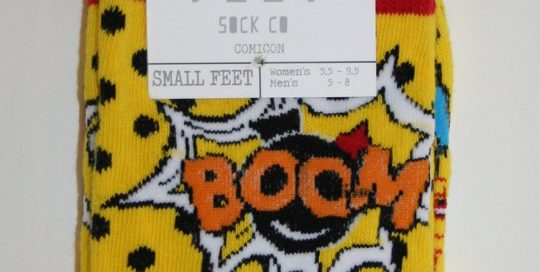 SOCK CO
COMICON
SMALL FEET
Women's 5.5 - 9.5
Men's 5 - 8
BOOM